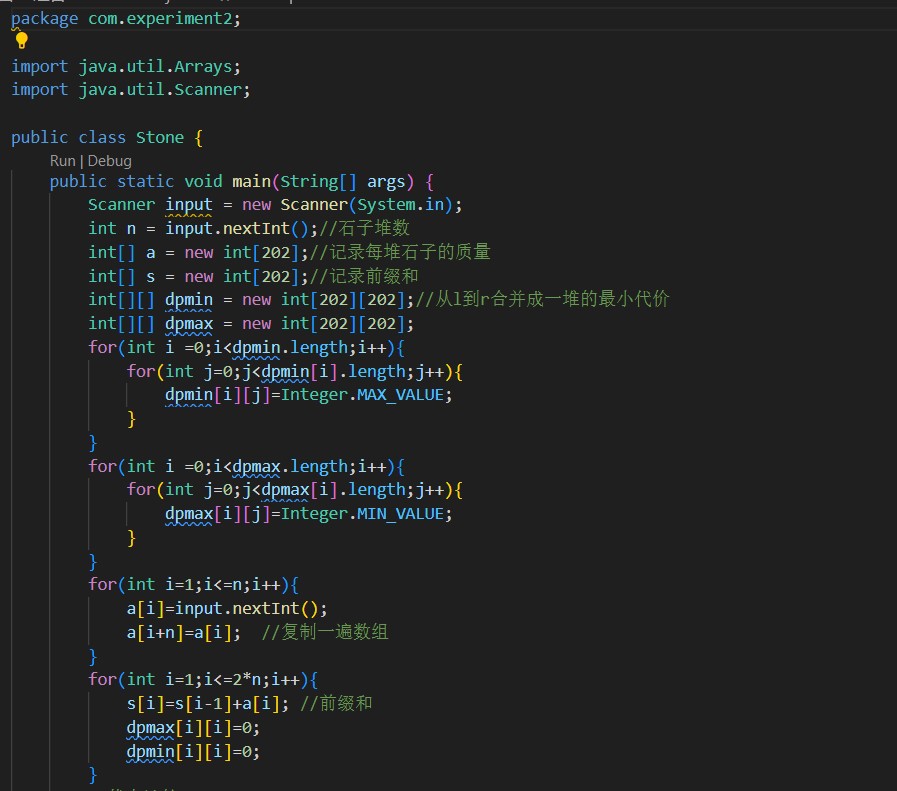 package com.experiment2;
import java.util.Arrays;
import java.util.Scanner;
public class Stone {
Run | Debug
public static void main(String[] args) {
Scanner input = new Scanner(System.in);
int n = input.nextInt();//石子堆数
int[] a = new int[202];//记录每堆石子的质量
int[] s = new int[202];//记录前缀和
int[][] dpmin = new int[202][202];//从l到r合并成一堆的最小代价
int[][] dpmax = new int[202][202];
for(int i =0;i<dpmin.length;i++){
for(int j=0;j<dpmin[i].length;j++){
dpmin[i][j]=Integer.MAX_VALUE;
}
}
for(int i =0;i<dpmax.length;i++){
for(int j=0;j<dpmax[i].length;j++){
dpmax[i][j]=Integer.MIN_VALUE;
}
}
for(int i=1;i<=n;i++){
a[i]=input.nextInt();
a[i+n]=a[i];  //复制一遍数组
}
for(int i=1;i<=2*n;i++){
s[i]=s[i-1]+a[i]; //前缀和
dpmax[i][i]=0;
dpmin[i][i]=0;
}